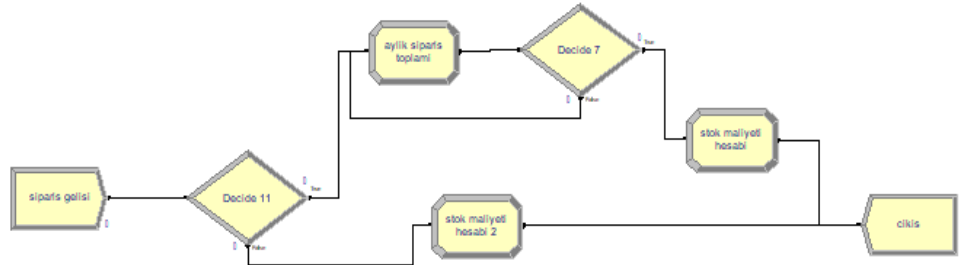 aylik siparis
toplami
Decide 7
True
False
stok maliyeti
hesabi
siparis gelisi
Decide 11
True
False
stok maliyeti
hesabi 2
cikis